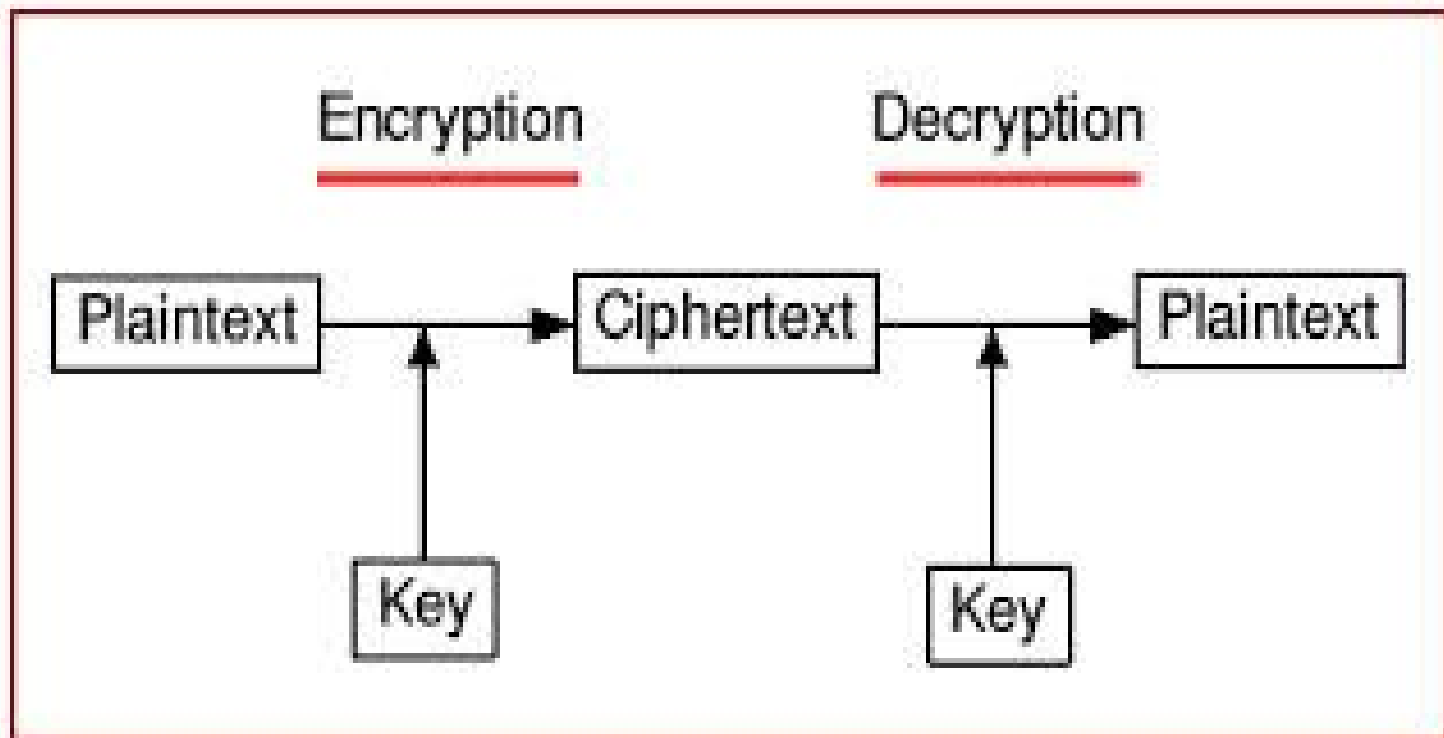 Encryption
Decryption
Plaintext
Ciphertext
Plaintext
Key
Key